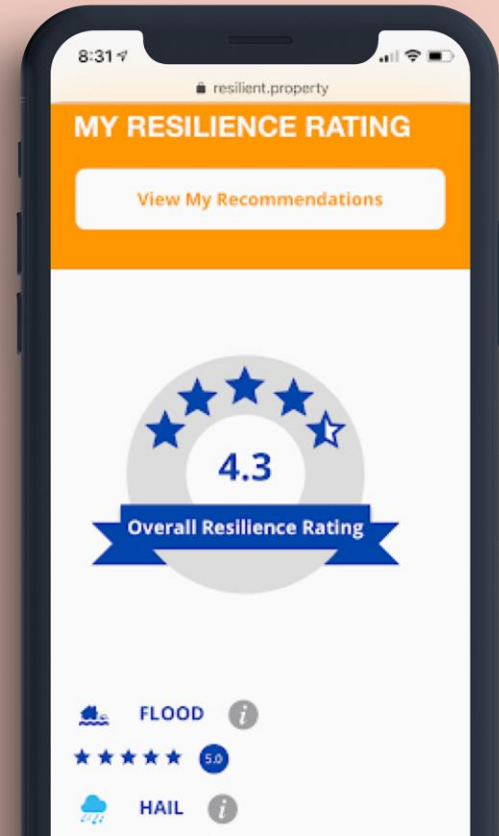 8:31
resilient.property
MY RESILIENCE RATING
View My Recommendations
4.3
Overall Resilience Rating
FLOOD i
5.0
HAIL i